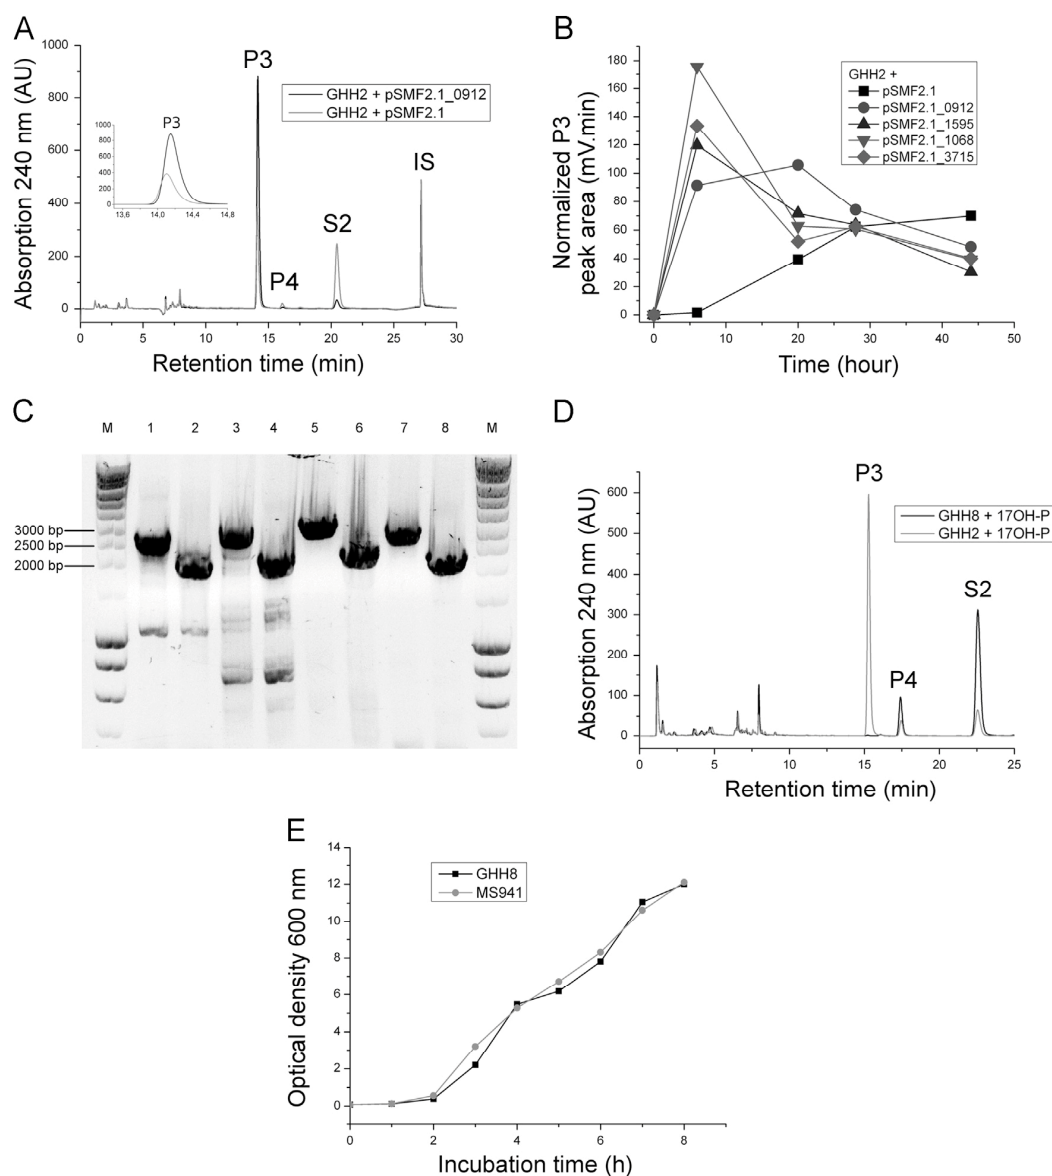 A
Absorption 240 nm (AU)
1000
800
600
400
200
0
0
5
10
15
20
25
30
Retention time (min)
P3
P4
S2
IS
GHH2 + pSMF2.1_0912
GHH2 + pSMF2.1
P3
1000
800
600
400
200
0
13,6
14,0
14,4
14,8
B
Normalized P3
peak area (mV.min)
180
160
140
120
100
80
60
40
20
0
0
10
20
30
40
50
Time (hour)
GHH2 +
pSMF2.1
pSMF2.1_0912
pSMF2.1_1595
pSMF2.1_1068
pSMF2.1_3715
C
M 1 2 3 4 5 6 7 8 M
3000 bp
2500 bp
2000 bp
D
Absorption 240 nm (AU)
600
500
400
300
200
100
0
0
5
10
15
20
25
Retention time (min)
P3
P4
S2
GHH8 + 17OH-P
GHH2 + 17OH-P
E
Optical density 600 nm
14
12
10
8
6
4
2
0
0
2
4
6
8
Incubation time (h)
GHH8
MS941